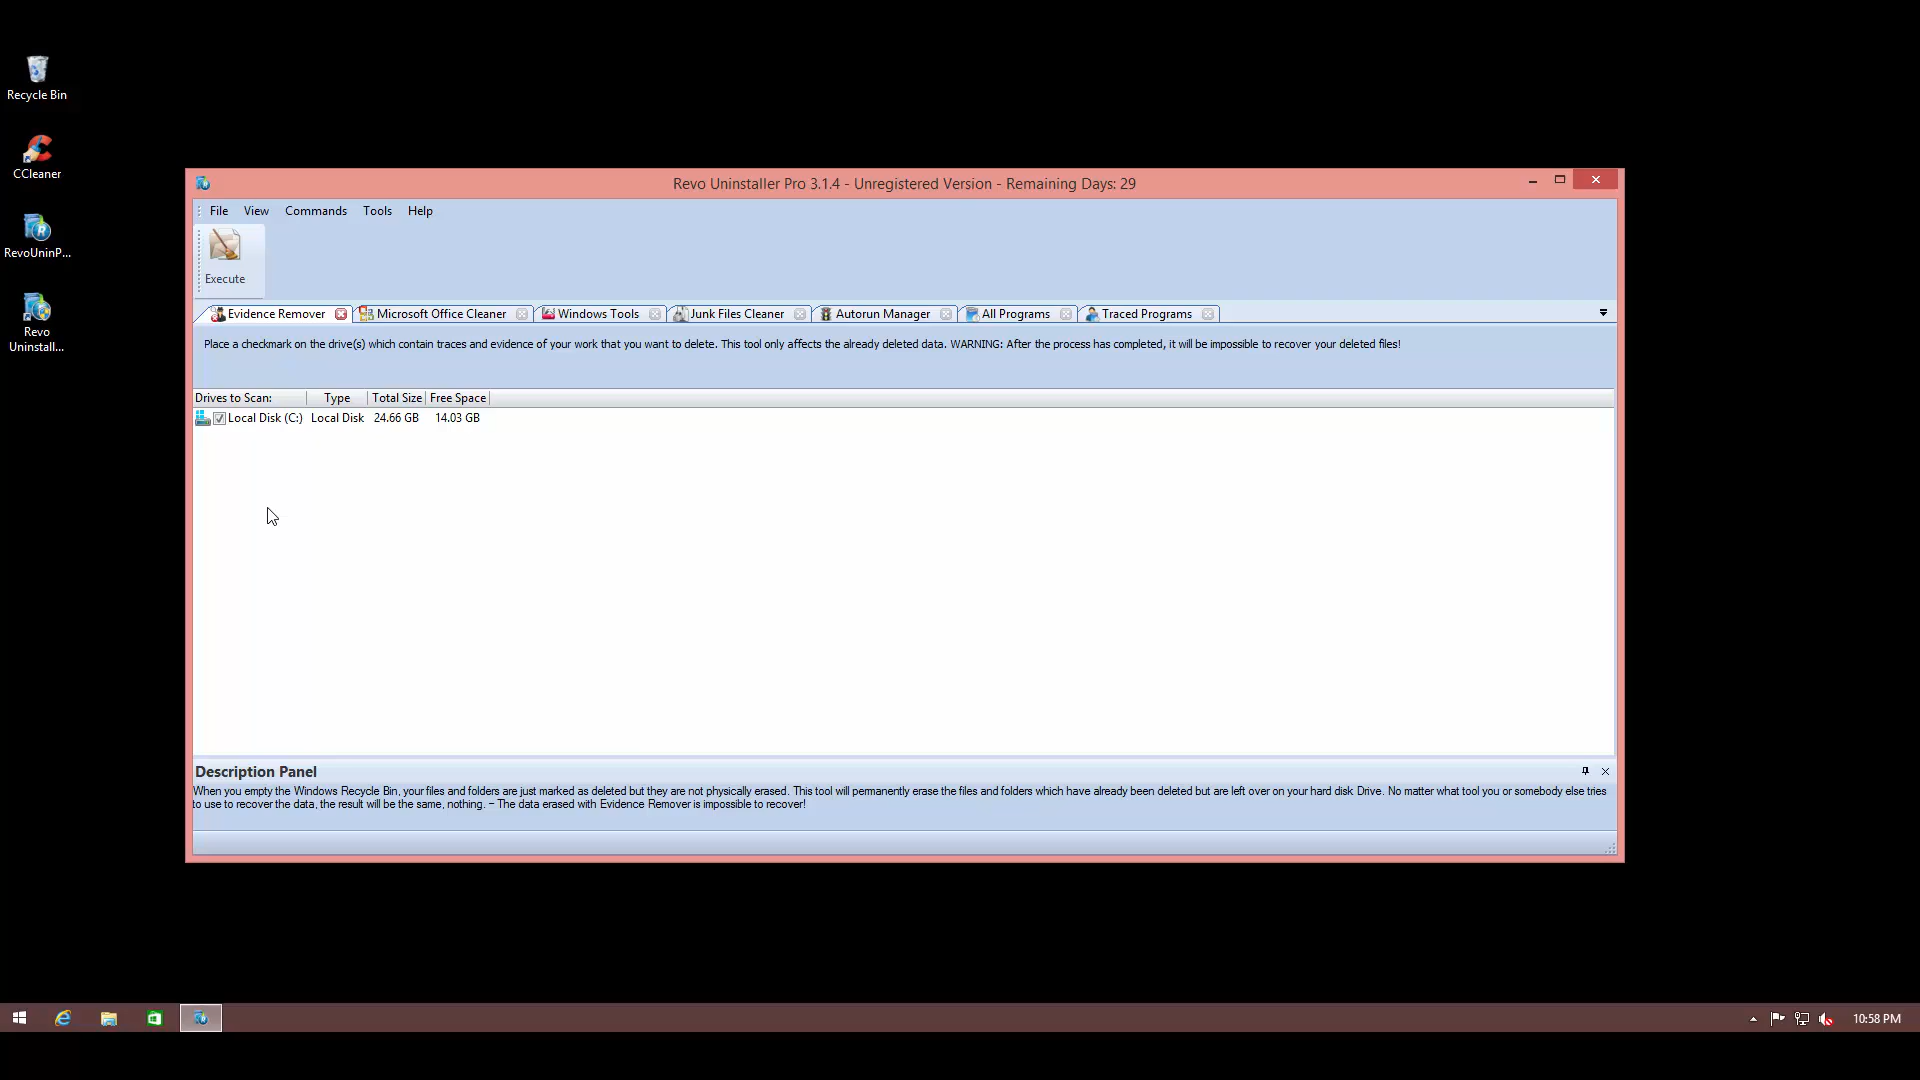 Recycle Bin
CCleaner
RevoUninP...
Revo
Uninstall...
Revo Uninstaller Pro 3.1.4 - Unregistered Version - Remaining Days: 29
File View Commands Tools Help
Execute
Evidence Remover Microsoft Office Cleaner Windows Tools Junk Files Cleaner Autorun Manager All Programs Traced Programs
Place a checkmark on the drive(s) which contain traces and evidence of your work that you want to delete. This tool only affects the already deleted data. WARNING: After the process has completed, it will be impossible to recover your deleted files!
Drives to Scan: Type Total Size Free Space
Local Disk (C:) Local Disk 24.66 GB 14.03 GB
Description Panel
When you empty the Windows Recycle Bin, your files and folders are just marked as deleted but they are not physically erased. This tool will permanently erase the files and folders which have already been deleted but are left over on your hard disk Drive. No matter what tool you or somebody else tries
to use to recover the data, the result will be the same, nothing. – The data erased with Evidence Remover is impossible to recover!
10:58 PM